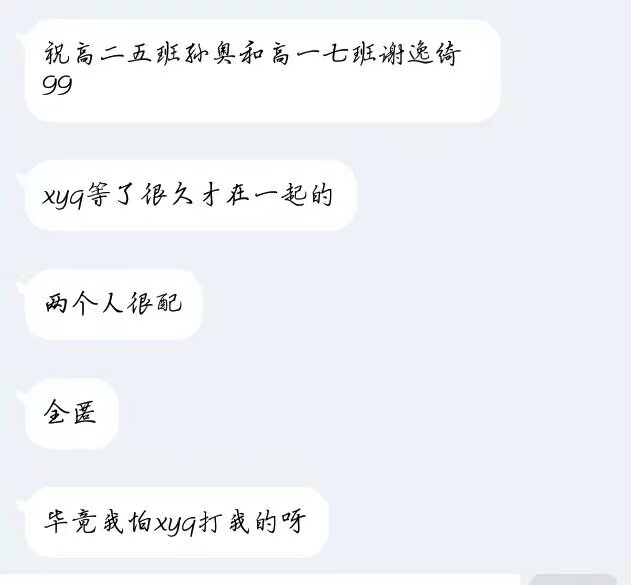 祝高二五班孙奥和高一七班谢逸绮
99
xyq等了很久才在一起的
两个人很配
全匿
毕竟我怕xyq打我的呀